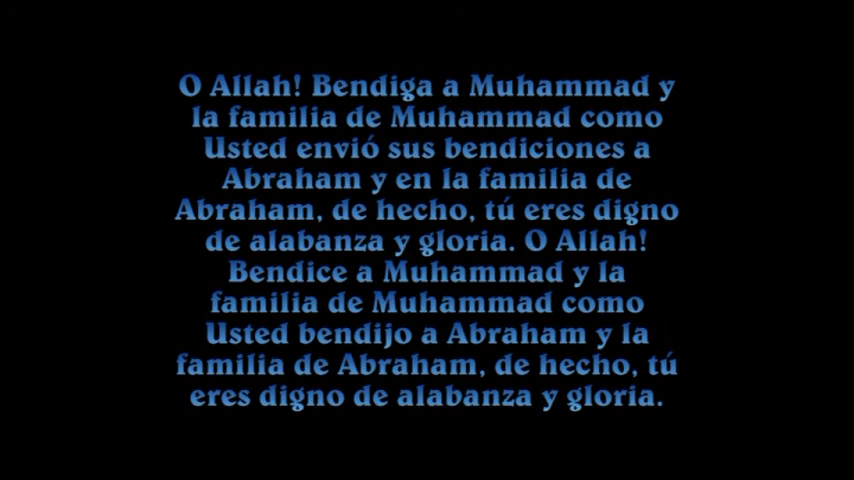 O Allah! Bendiga a Muhammad y
la familia de Muhammad como
Usted envió sus bendiciones a
Abraham y en la familia de
Abraham, de hecho, tú eres digno
de alabanza y gloria. O Allah!
Bendice a Muhammad y la
familia de Muhammad como
Usted bendijo a Abraham y la
familia de Abraham, de hecho, tú
eres digno de alabanza y gloria.